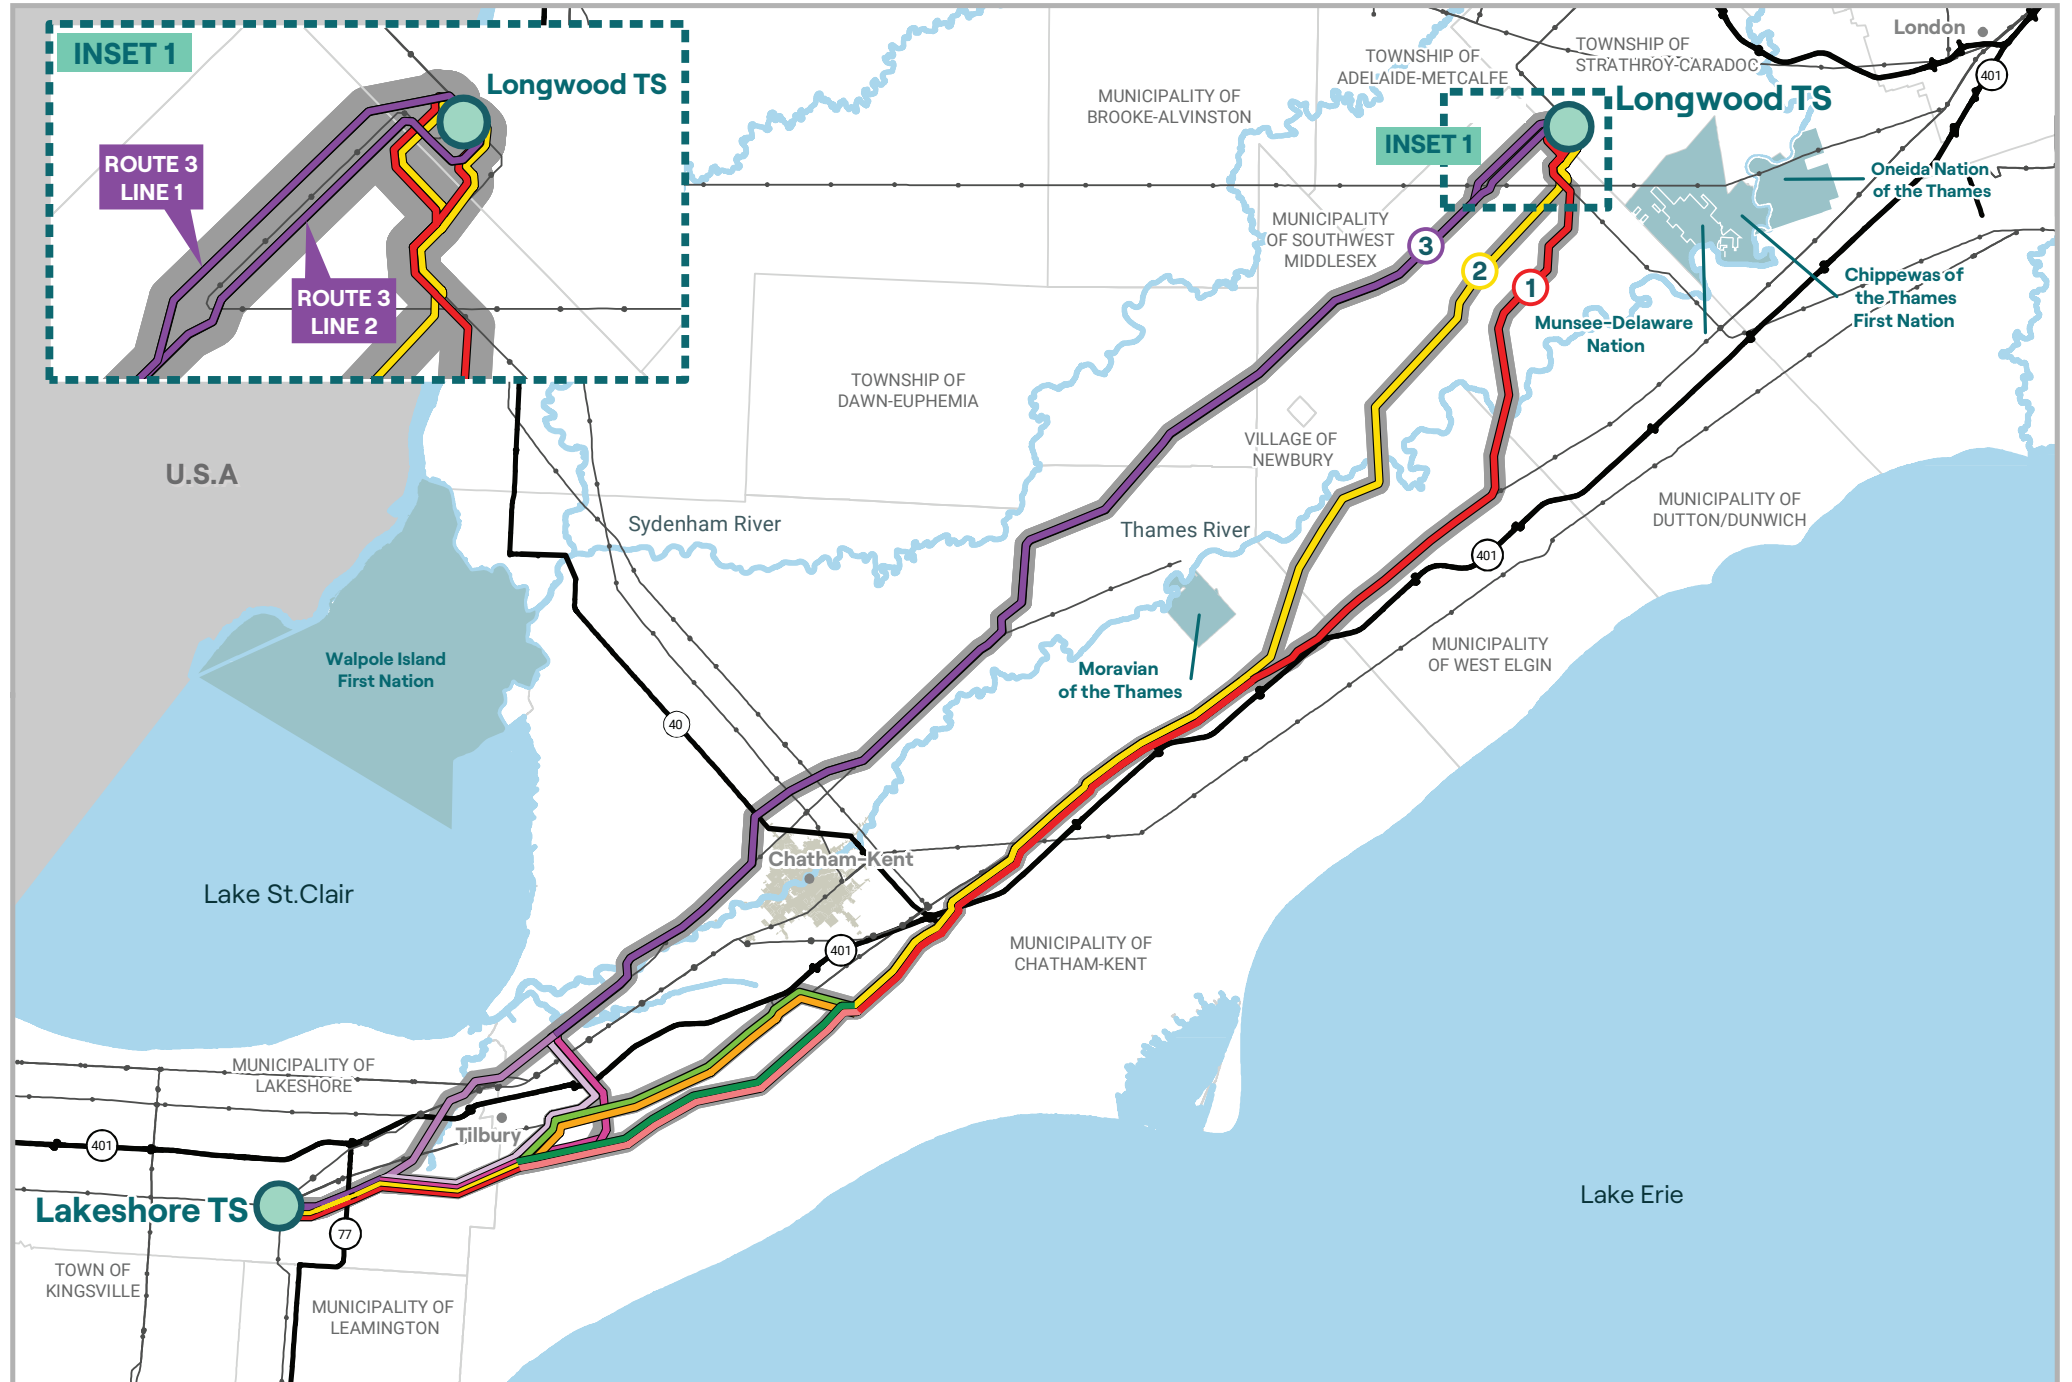 INSET 1
Longwood TS
ROUTE 3
LINE 1
ROUTE 3
LINE 2
London
TOWNSHIP OF
STRATHROY-CARADOC
TOWNSHIP OF
ADELAIDE-METCALFE
401
Longwood TS
MUNICIPALITY OF
BROOKE-ALVINSTON
INSET 1
Oneida Nation
of the Thames
MUNICIPALITY
OF SOUTHWEST
MIDDLESEX
3
2
1
Chippewas of
the Thames
First Nation
Munsee-Delaware
Nation
TOWNSHIP OF
DAWN-EUPHEMIA
VILLAGE OF
NEWBURY
U.S.A
Sydenham River
Thames River
MUNICIPALITY OF
DUTTON/DUNWICH
401
Walpole Island
First Nation
MUNICIPALITY
OF WEST ELGIN
Moravian
of the Thames
40
Chatham-Kent
Lake St.Clair
401
MUNICIPALITY OF
CHATHAM-KENT
MUNICIPALITY OF
LAKESHORE
Tilbury
401
Lakeshore TS
Lake Erie
77
TOWN OF
KINGSVILLE
MUNICIPALITY OF
LEAMINGTON